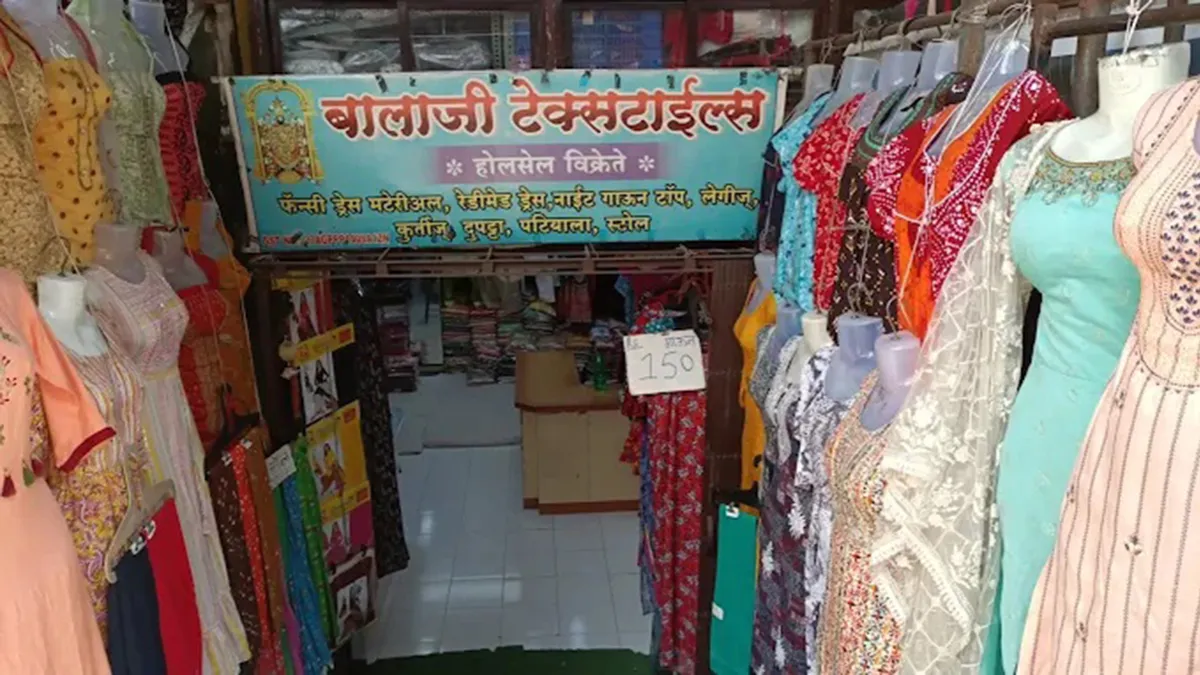 बालाजी टेक्सटाईल्स
* होलसेल विक्रेते *
फॅन्सी ड्रेस मटेरीअल, रेडीमेड ड्रेस, नाईट गाऊन टॉप, लेगीज्,
कुर्तीज्, दुपट्टा, पटियाला, स्टोल
150